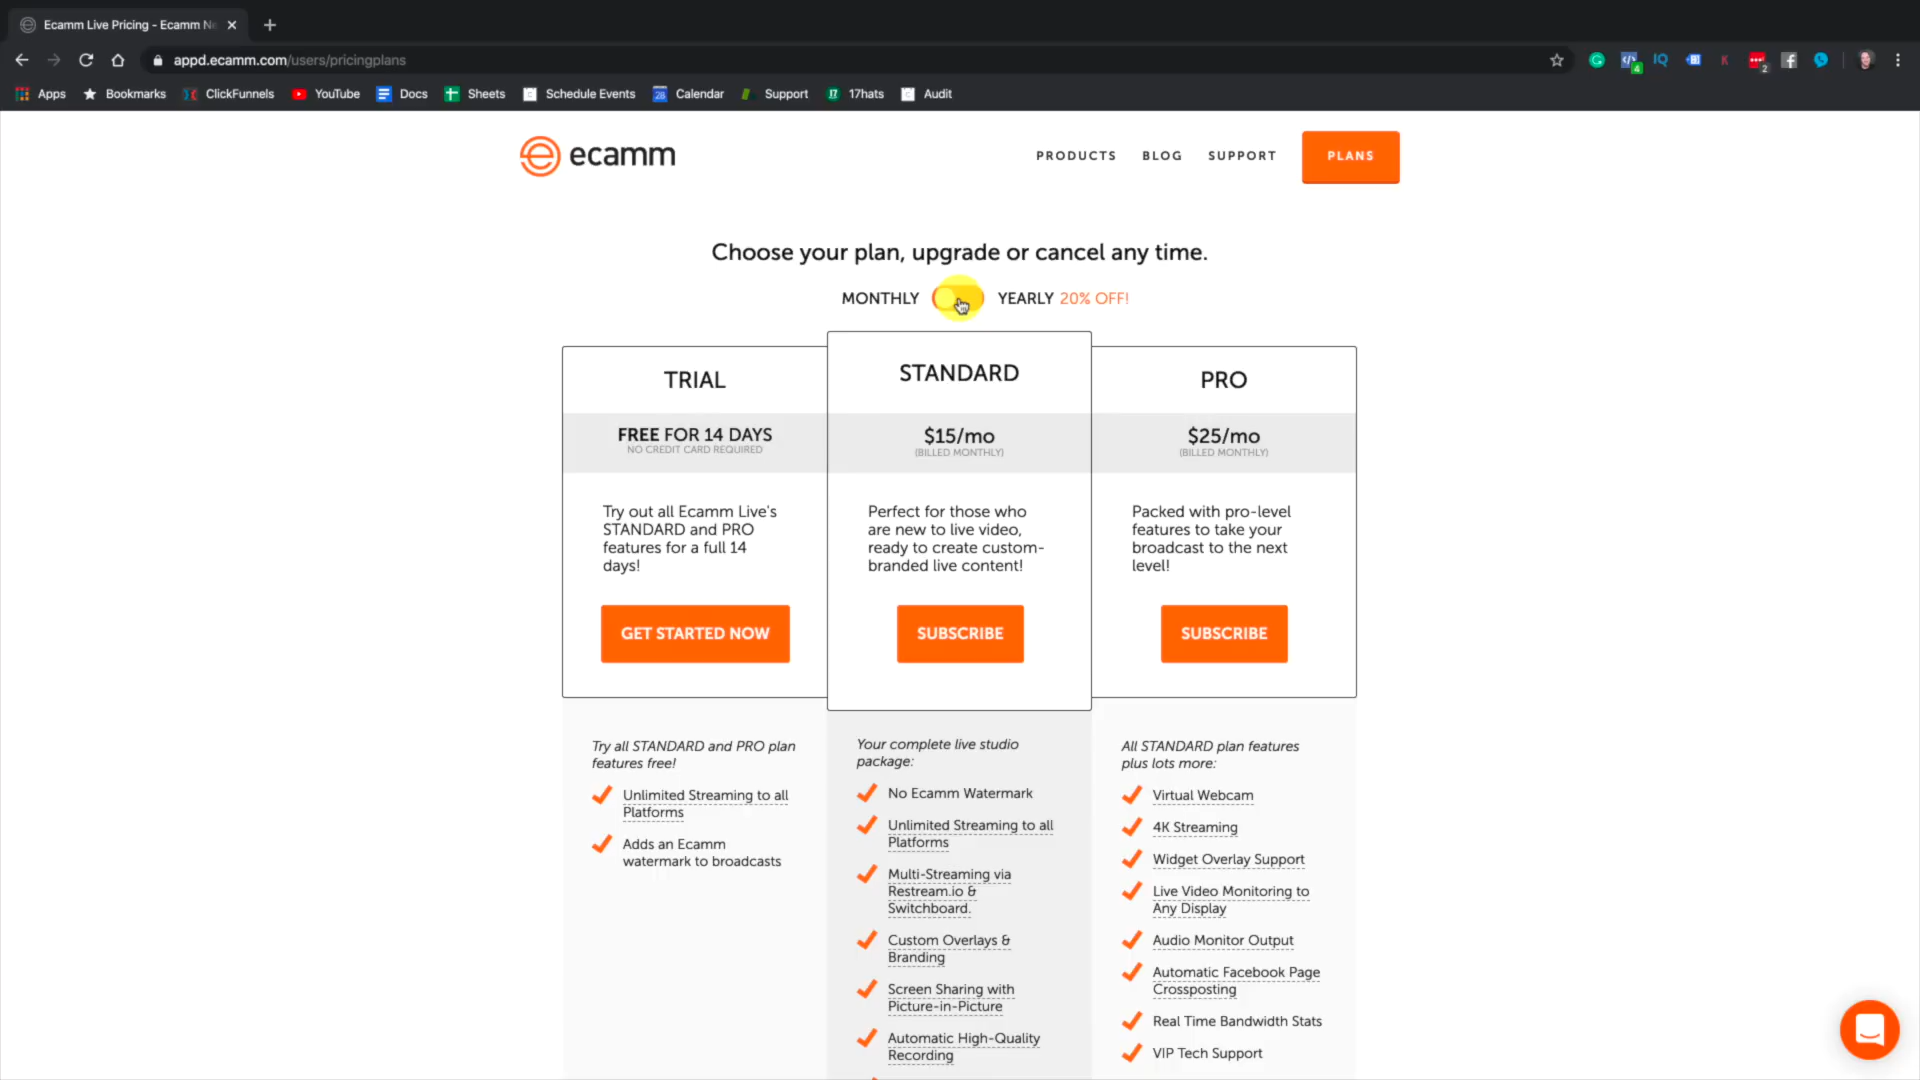 Ecamm Live Pricing - Ecamm Ne
appd.ecamm.com/users/pricingplans
Apps
Bookmarks
ClickFunnels
YouTube
Docs
Sheets
Schedule Events
Calendar
Support
17hats
Audit
ecamm
PRODUCTS
BLOG
SUPPORT
PLANS
Choose your plan, upgrade or cancel any time.
MONTHLY
YEARLY 20% OFF!
TRIAL
FREE FOR 14 DAYS
NO CREDIT CARD REQUIRED
Try out all Ecamm Live's
STANDARD and PRO
features for a full 14
days!
GET STARTED NOW
Try all STANDARD and PRO plan
features free!
Unlimited Streaming to all
Platforms
Adds an Ecamm
watermark to broadcasts
STANDARD
$15/mo
(BILLED MONTHLY)
Perfect for those who
are new to live video,
ready to create custom-
branded live content!
SUBSCRIBE
Your complete live studio
package:
No Ecamm Watermark
Unlimited Streaming to all
Platforms
Multi-Streaming via
Restream.io &
Switchboard.
Custom Overlays &
Branding
Screen Sharing with
Picture-in-Picture
Automatic High-Quality
Recording
PRO
$25/mo
(BILLED MONTHLY)
Packed with pro-level
features to take your
broadcast to the next
level!
SUBSCRIBE
All STANDARD plan features
plus lots more:
Virtual Webcam
4K Streaming
Widget Overlay Support
Live Video Monitoring to
Any Display
Audio Monitor Output
Automatic Facebook Page
Crossposting
Real Time Bandwidth Stats
VIP Tech Support